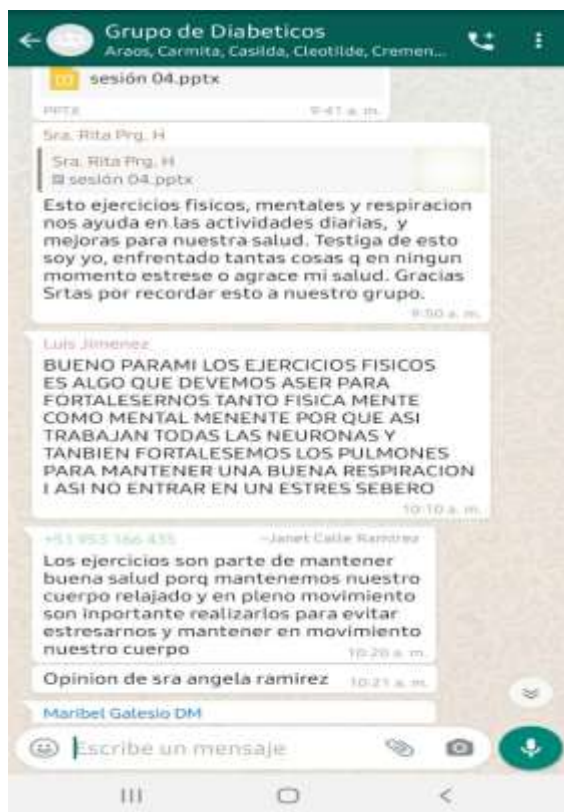 Grupo de Diabeticos
Araos, Carmita, Casilda, Cleotilde, Cremen...
sesión 04.pptx
PPTX
9:41 a. m.
Sra. Rita Prg. H
Sra. Rita Prg. H
sesión 04.pptx
Esto ejercicios fisicos, mentales y respiracion
nos ayuda en las actividades diarias, y
mejoras para nuestra salud. Testiga de esto
soy yo, enfrentado tantas cosas q en ningun
momento estrese o agrace mi salud. Gracias
Srtas por recordar esto a nuestro grupo.
9:50 a. m.
Luis Jimenez
BUENO PARAMI LOS EJERCICIOS FISICOS
ES ALGO QUE DEVEMOS ASER PARA
FORTALESERNOS TANTO FISICA MENTE
COMO MENTAL MENENTE POR QUE ASI
TRABAJAN TODAS LAS NEURONAS Y
TANBIEN FORTALESEMOS LOS PULMONES
PARA MANTENER UNA BUENA RESPIRACION
I ASI NO ENTRAR EN UN ESTRES SEBERO
10:10 a. m.
+51 953 166 435 ~Janet Calle Ramirez
Los ejercicios son parte de mantener
buena salud porq mantenemos nuestro
cuerpo relajado y en pleno movimiento
son inportante realizarlos para evitar
estresarnos y mantener en movimiento
nuestro cuerpo
10:20 a. m.
Opinion de sra angela ramirez 10:21 a. m.
Maribel Galesio DM
Escribe un mensaje